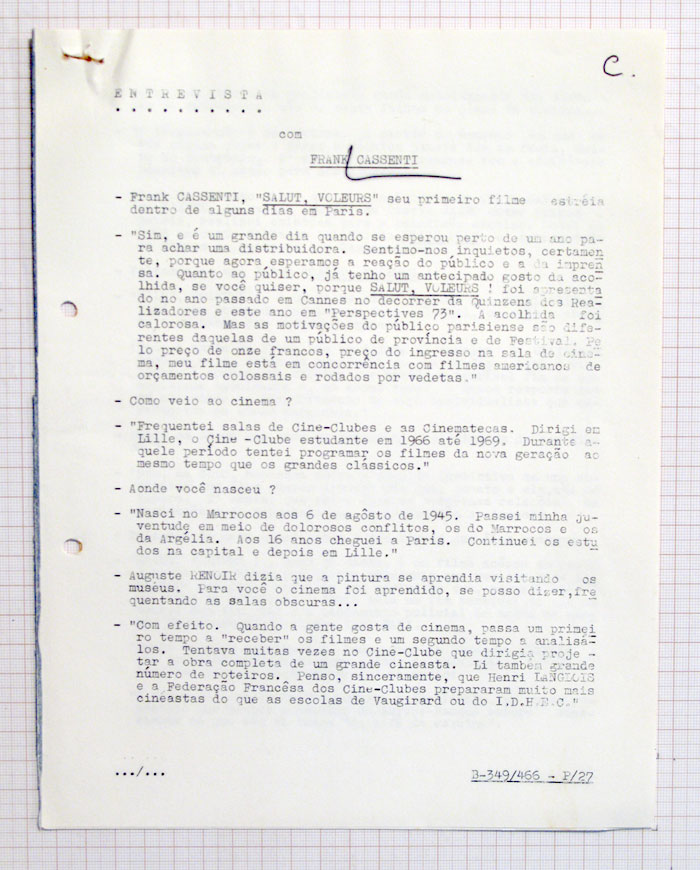 C.
E N T R E V I S T A
com
FRANK CASSENTI
- Frank CASSENTI, "SALUT, VOLEURS" seu primeiro filme estréia
dentro de alguns dias em Paris.
- "Sim, e é um grande dia quando se esperou perto de um ano pa-
ra achar uma distribuidora. Sentimo-nos inquietos, certamen
te, porque agora esperamos a reação do público e a da impren
sa. Quanto ao público, já tenho um antecipado gosto da aco-
lhida, se você quiser, porque SALUT, VOLEURS ! foi apresenta
do no ano passado em Cannes no decorrer da Quinzena dos Rea-
lizadores e este ano em "Perspectives 73". A acolhida foi
calorosa. Mas as motivações do público parisiense são dife-
rentes daquelas de um público de província e de Festival. Pe
lo preço de onze francos, preço do ingresso na sala de cine-
ma, meu filme está em concorrência com filmes americanos de
orçamentos colossais e rodados por vedetas."
- Como veio ao cinema ?
- "Frequentei salas de Cine-Clubes e as Cinematecas. Dirigi em
Lille, o Cine -Clube estudante em 1966 até 1969. Durante a-
quele período tentei programar os filmes da nova geração ao
mesmo tempo que os grandes clássicos."
- Aonde você nasceu ?
- "Nasci no Marrocos aos 6 de agôsto de 1945. Passei minha ju-
ventude em meio de dolorosos conflitos, os do Marrocos e os
da Argélia. Aos 16 anos cheguei a Paris. Continuei os estu
dos na capital e depois em Lille."
- Auguste RENOIR dizia que a pintura se aprendia visitando os
museus. Para você o cinema foi aprendido, se posso dizer,fre
quentando as salas obscuras...
- "Com efeito. Quando a gente gosta de cinema, passa um primei
ro tempo a "receber" os filmes e um segundo tempo a analisá-
los. Tentava muitas vezes no Cine-Clube que dirigia proje -
tar a obra completa de um grande cineasta. Li também grande
número de roteiros. Penso, sinceramente, que Henri LANGLOIS
e a Federação Francêsa dos Cine-Clubes prepararam muito mais
cineastas do que as escolas de Vaugirard ou do I.D.H.E.C."
.../...
B-349/466 - P/27